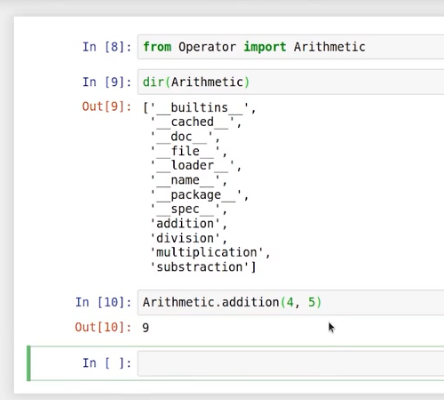 In [8]: from Operator import Arithmetic
In [9]: dir(Arithmetic)
Out[9]: ['__builtins__',
'__cached__',
'__doc__',
'__file__',
'__loader__',
'__name__',
'__package__',
'__spec__',
'addition',
'division',
'multiplication',
'substraction']
In [10]: Arithmetic.addition(4, 5)
Out[10]: 9
In [ ]: